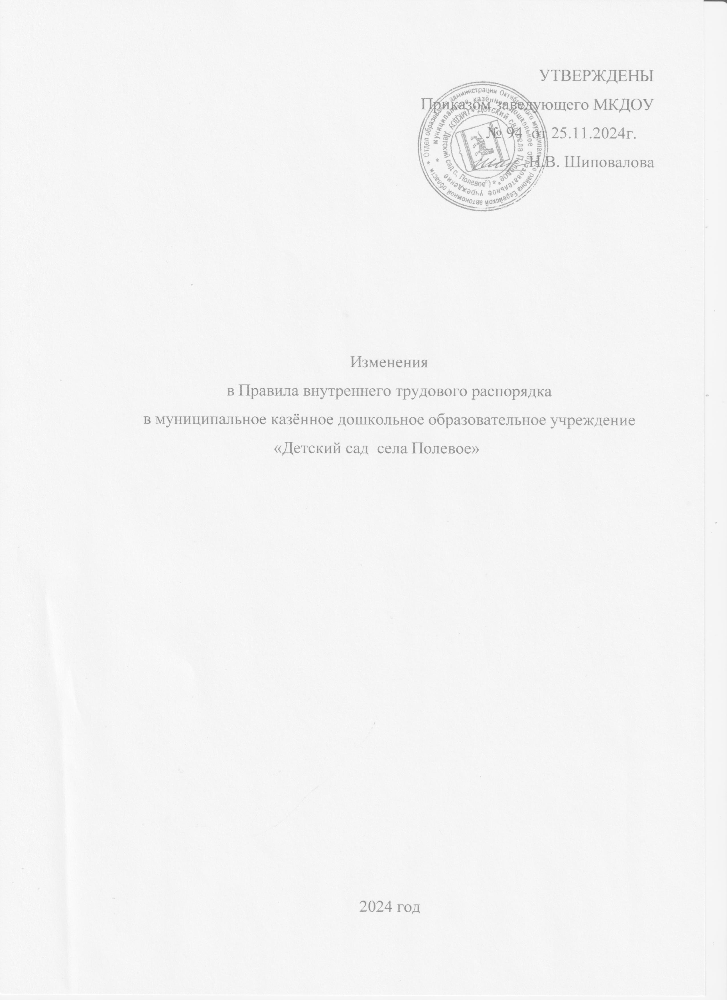 УТВЕРЖДЕНЫ
Приказом заведующего МКДОУ
№ 94 от 25.11.2024г.
Н.В. Шиповалова
Отдел образования администрации Октябрьского муниципального района Еврейской автономной области *
муниципальное казённое дошкольное образовательное учреждение *
"Детский сад села Полевое" *
(МКДОУ "Детский сад с. Полевое") *
Изменения
в Правила внутреннего трудового распорядка
в муниципальное казённое дошкольное образовательное учреждение
«Детский сад села Полевое»
2024 год